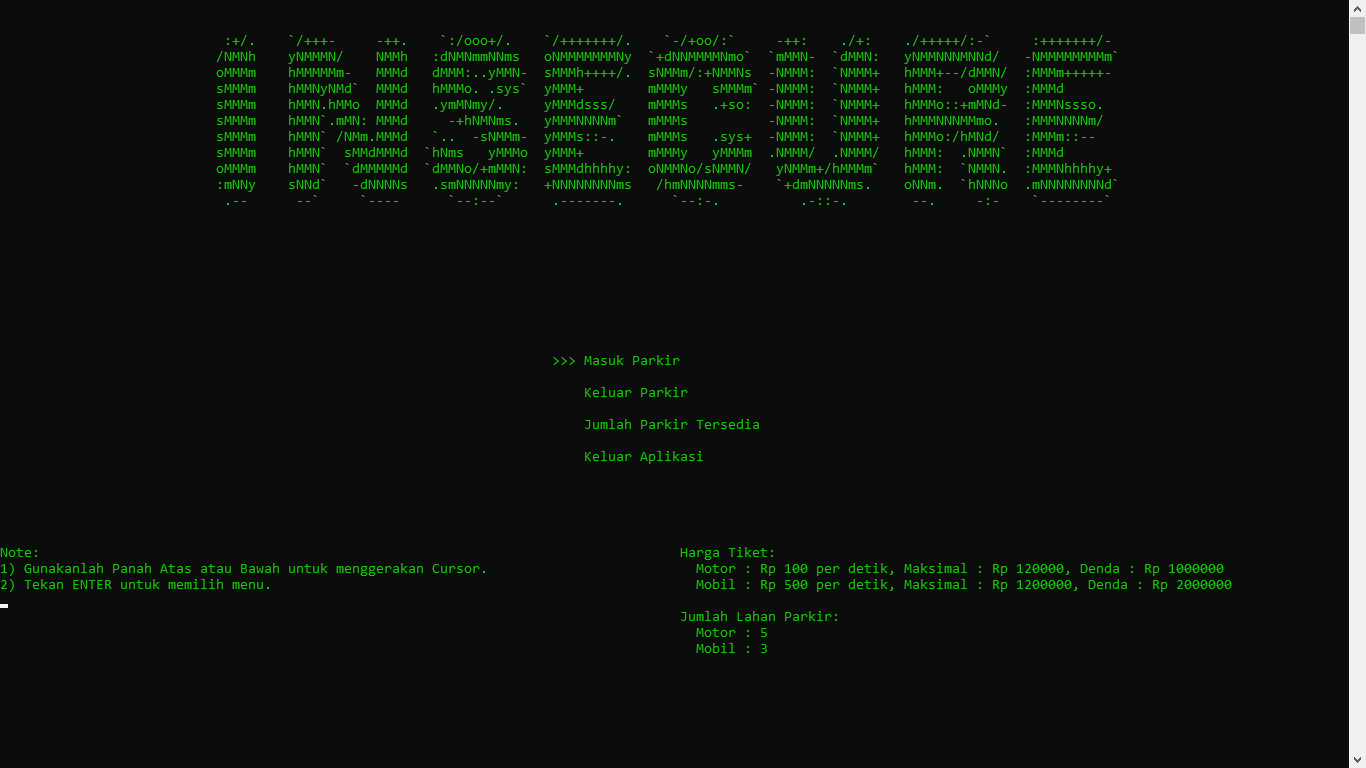 INSECURE
>>> Masuk Parkir
Keluar Parkir
Jumlah Parkir Tersedia
Keluar Aplikasi
Note:
1) Gunakanlah Panah Atas atau Bawah untuk menggerakan Cursor.
2) Tekan ENTER untuk memilih menu.
Harga Tiket:
Motor : Rp 100 per detik, Maksimal : Rp 120000, Denda : Rp 1000000
Mobil : Rp 500 per detik, Maksimal : Rp 1200000, Denda : Rp 2000000
Jumlah Lahan Parkir:
Motor : 5
Mobil : 3